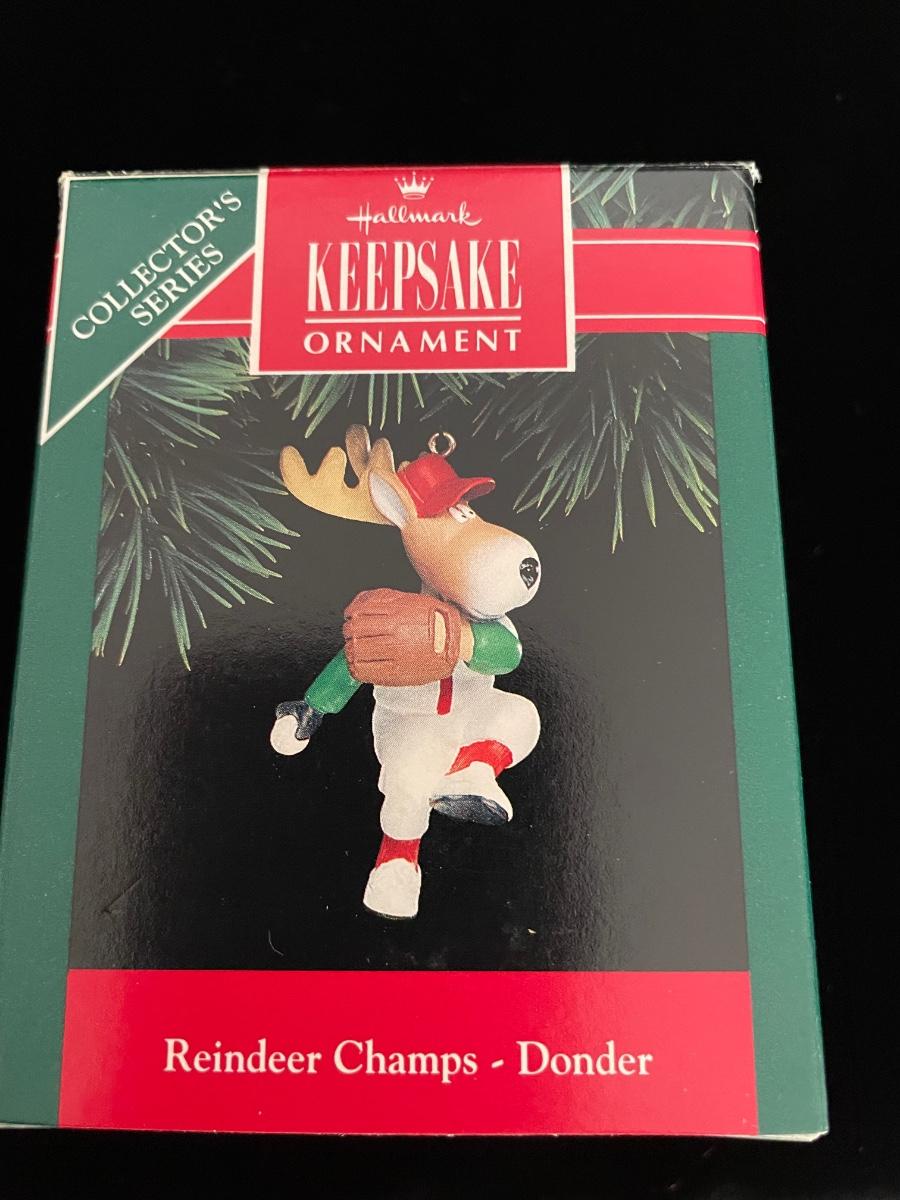 COLLECTOR'S
SERIES
Hallmark
KEEPSAKE
ORNAMENT
Reindeer Champs - Donder